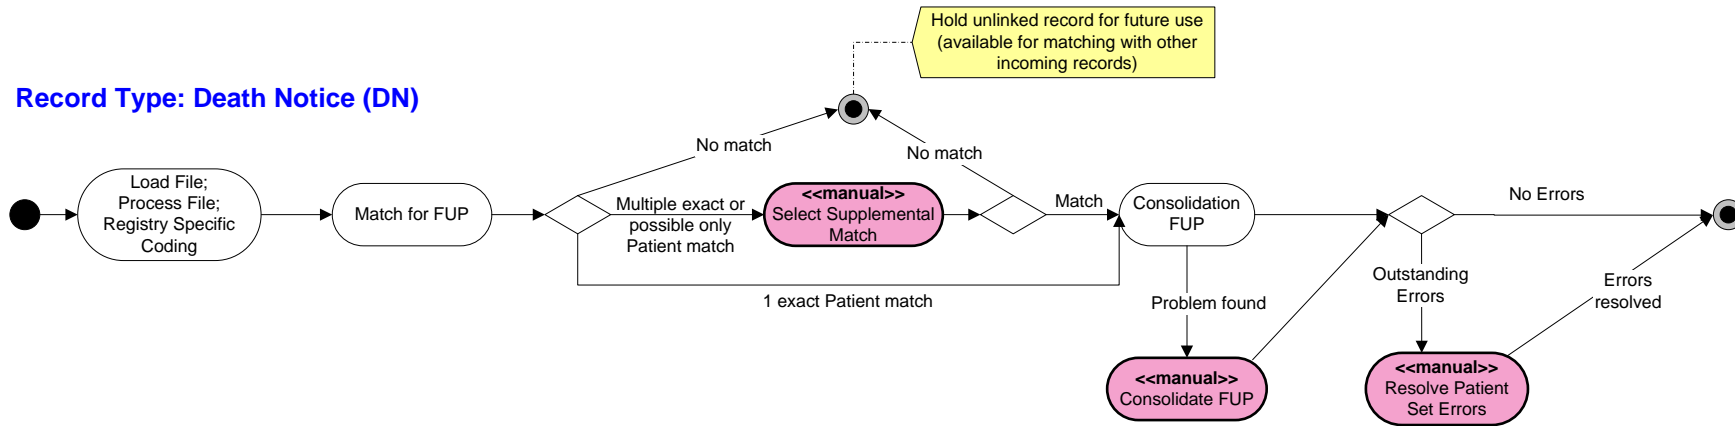 Hold unlinked record for future use
(available for matching with other
incoming records)
Record Type: Death Notice (DN)
No match
No match
Load File;
Process File;
Registry Specific
Coding
Match for FUP
Multiple exact or
possible only
Patient match
<<manual>>
Select Supplemental
Match
Match
Consolidation
FUP
No Errors
1 exact Patient match
Problem found
Outstanding
Errors
Errors
resolved
<<manual>>
Consolidate FUP
<<manual>>
Resolve Patient
Set Errors